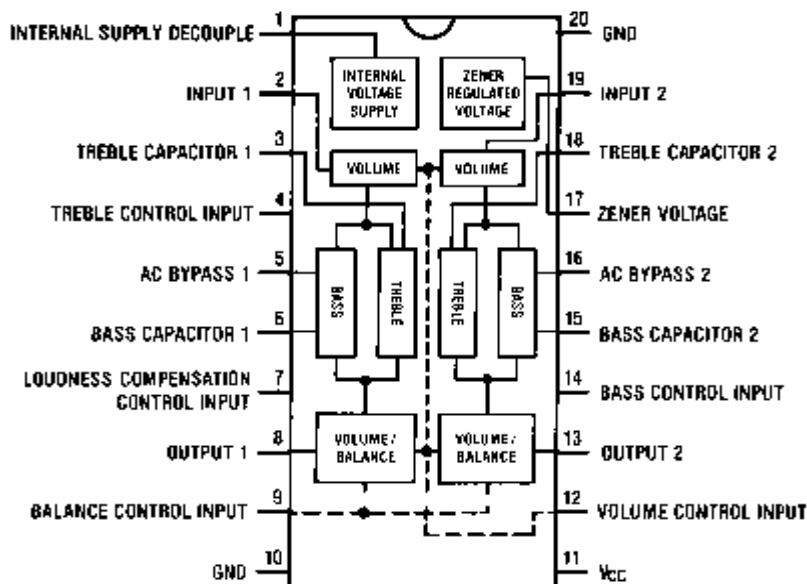 1
INTERNAL SUPPLY DECOUPLE
20
GND
2
INPUT 1
INTERNAL
VOLTAGE
SUPPLY
ZENER
REGULATED
VOLTAGE
19
INPUT 2
3
TREBLE CAPACITOR 1
VOLUME
VOLUME
18
TREBLE CAPACITOR 2
4
TREBLE CONTROL INPUT
17
ZENER VOLTAGE
5
AC BYPASS 1
BASS
TREBLE
TREBLE
BASS
16
AC BYPASS 2
6
BASS CAPACITOR 1
15
BASS CAPACITOR 2
7
LOUDNESS COMPENSATION
CONTROL INPUT
14
BASS CONTROL INPUT
8
OUTPUT 1
VOLUME/
BALANCE
VOLUME/
BALANCE
13
OUTPUT 2
9
BALANCE CONTROL INPUT
12
VOLUME CONTROL INPUT
10
GND
11
VCC